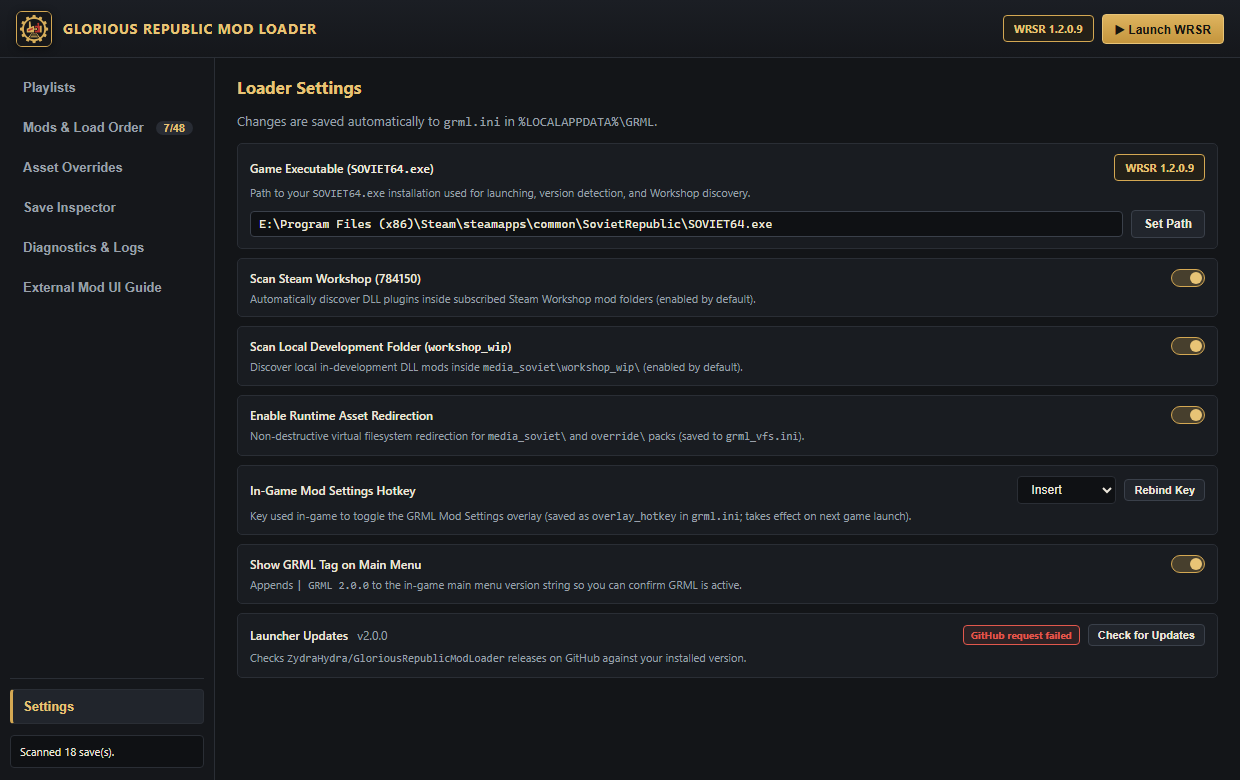 GLORIOUS REPUBLIC MOD LOADER
WRSR 1.2.0.9
▶ Launch WRSR
Playlists
Mods & Load Order 7/48
Asset Overrides
Save Inspector
Diagnostics & Logs
External Mod UI Guide
Settings
Scanned 18 save(s).
Loader Settings
Changes are saved automatically to grml.ini in %LOCALAPPDATA%\GRML.
Game Executable (SOVIET64.exe)
WRSR 1.2.0.9
Path to your SOVIET64.exe installation used for launching, version detection, and Workshop discovery.
E:\Program Files (x86)\Steam\steamapps\common\SovietRepublic\SOVIET64.exe
Set Path
Scan Steam Workshop (784150)
Automatically discover DLL plugins inside subscribed Steam Workshop mod folders (enabled by default).
Scan Local Development Folder (workshop_wip)
Discover local in-development DLL mods inside media_soviet\workshop_wip\ (enabled by default).
Enable Runtime Asset Redirection
Non-destructive virtual filesystem redirection for media_soviet\ and override\ packs (saved to grml_vfs.ini).
In-Game Mod Settings Hotkey
Insert
Rebind Key
Key used in-game to toggle the GRML Mod Settings overlay (saved as overlay_hotkey in grml.ini; takes effect on next game launch).
Show GRML Tag on Main Menu
Appends | GRML 2.0.0 to the in-game main menu version string so you can confirm GRML is active.
Launcher Updates v2.0.0
GitHub request failed
Check for Updates
Checks ZydraHydra/GloriousRepublicModLoader releases on GitHub against your installed version.